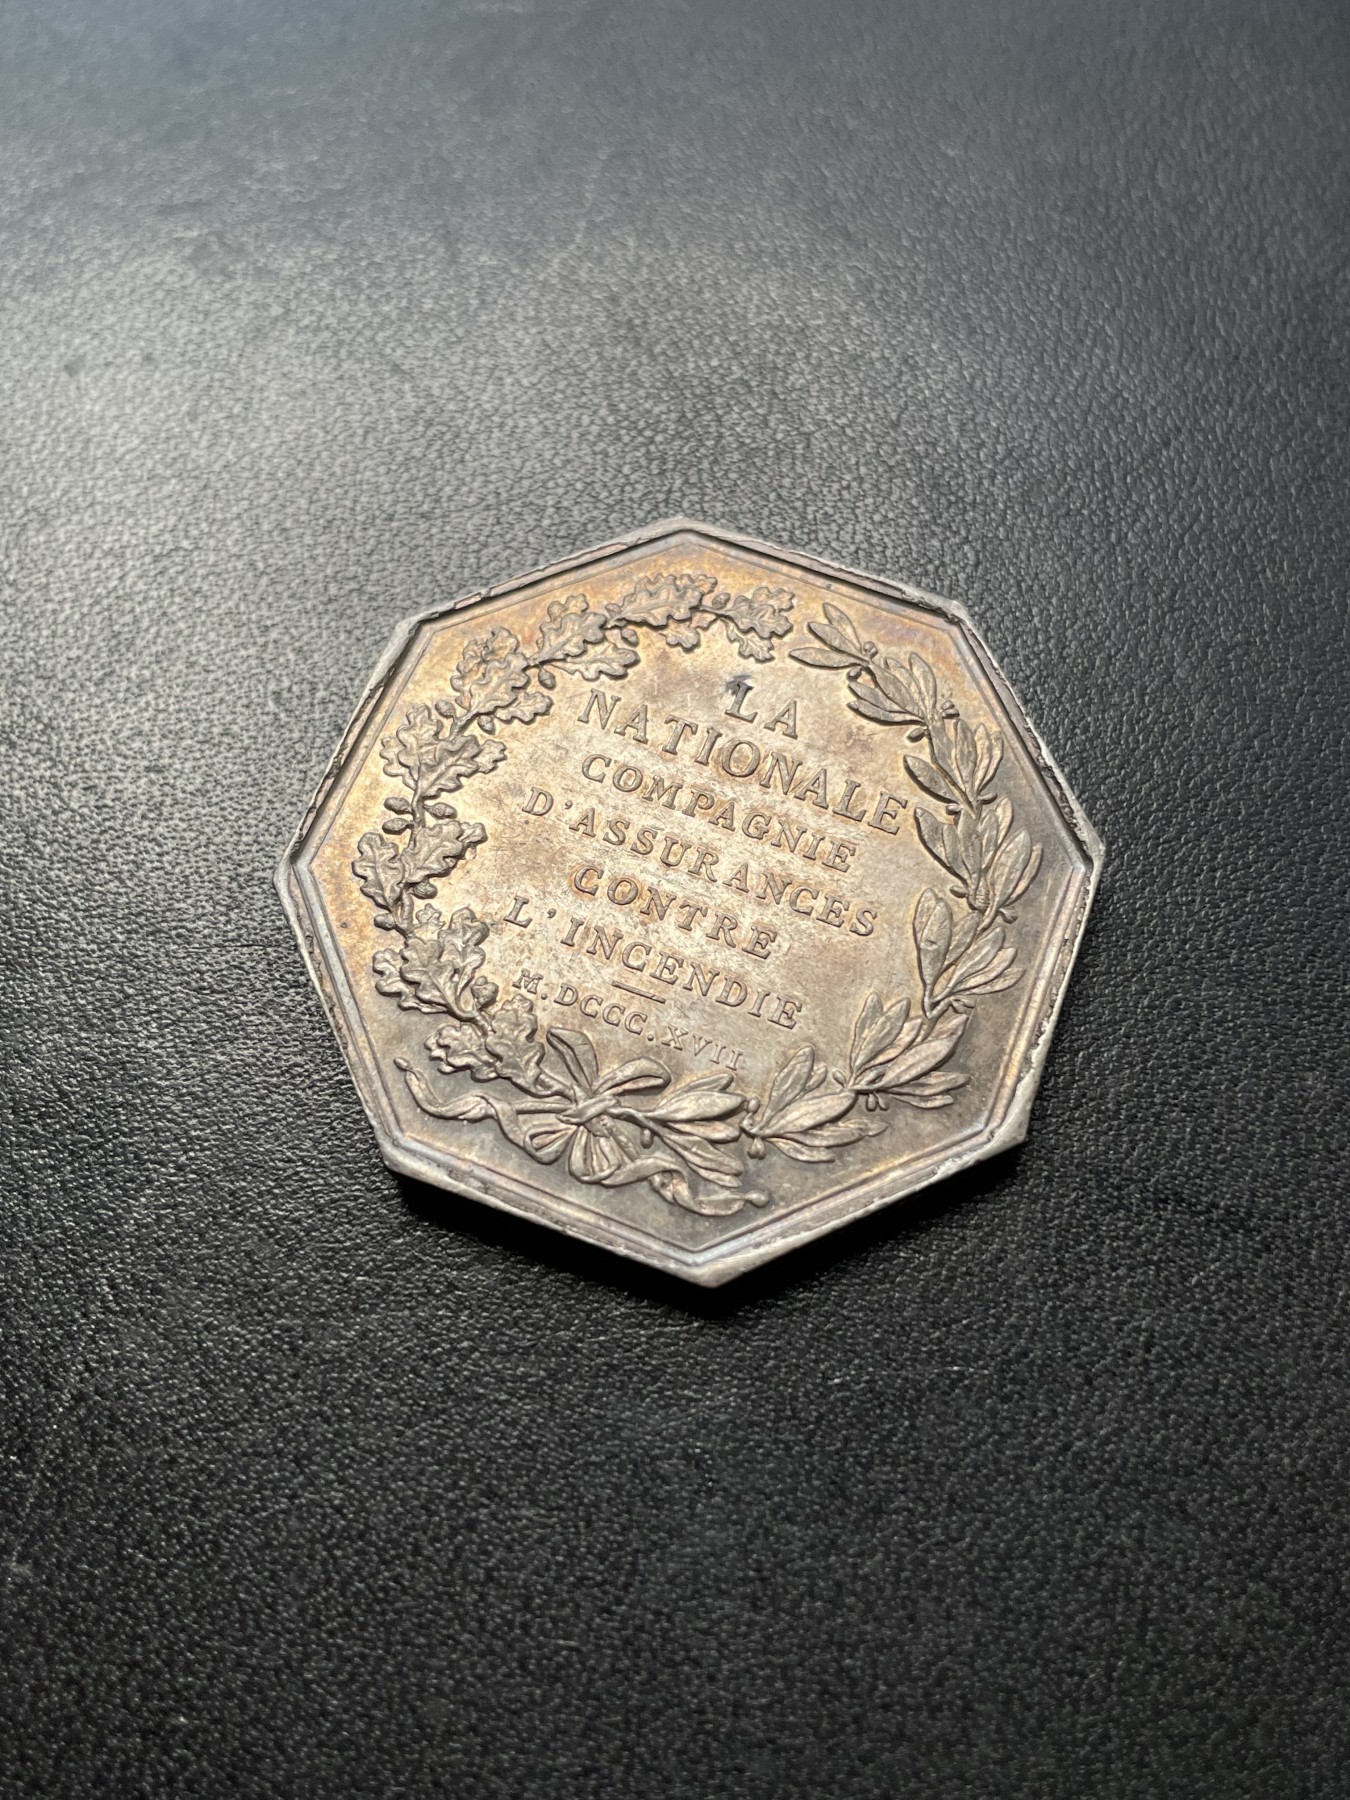 LA
NATIONALE
COMPAGNIE
D'ASSURANCES
CONTRE
L'INCENDIE
M.DCCC.XVII